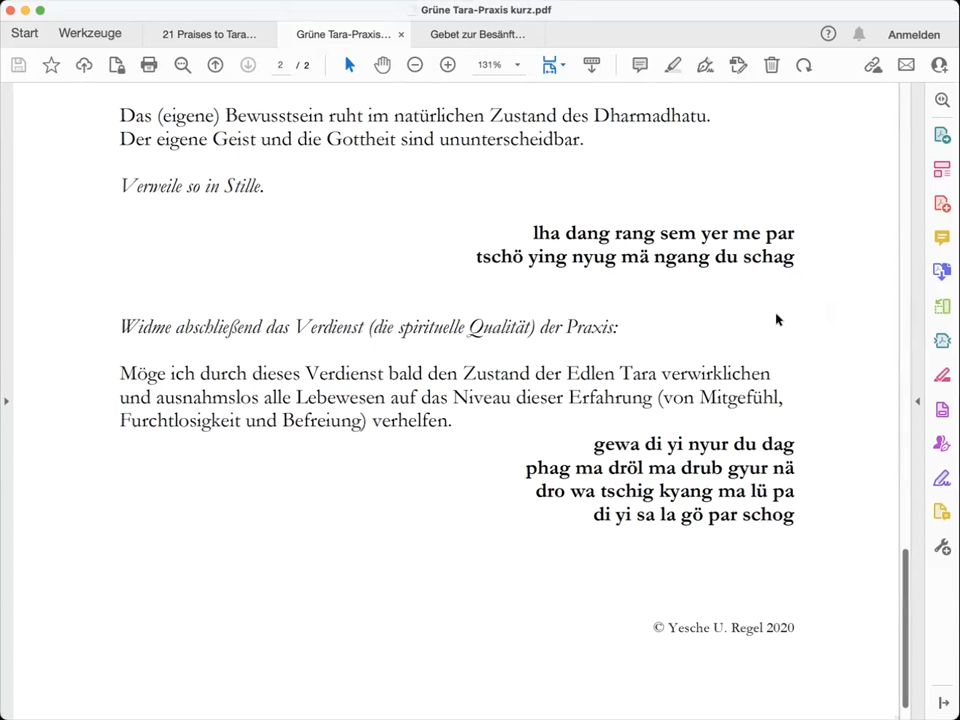 Grüne Tara-Praxis kurz.pdf
Start Werkzeuge 21 Praises to Tara... Grüne Tara-Praxis... × Gebet zur Besänft... Anmelden
2 / 2 131%
Das (eigene) Bewusstsein ruht im natürlichen Zustand des Dharmadhatu.
Der eigene Geist und die Gottheit sind ununterscheidbar.
Verweile so in Stille.
lha dang rang sem yer me par
tschö ying nyug mä ngang du schag
Widme abschließend das Verdienst (die spirituelle Qualität) der Praxis:
Möge ich durch dieses Verdienst bald den Zustand der Edlen Tara verwirklichen
und ausnahmslos alle Lebewesen auf das Niveau dieser Erfahrung (von Mitgefühl,
Furchtlosigkeit und Befreiung) verhelfen.
gewa di yi nyur du dag
phag ma dröl ma drub gyur nä
dro wa tschig kyang ma lü pa
di yi sa la gö par schog
© Yesche U. Regel 2020